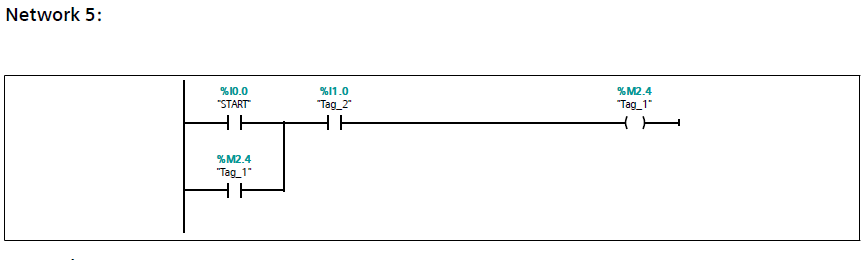 Network 5:
%I0.0 %I1.0 %M2.4
"START" "Tag_2" "Tag_1"
%M2.4
"Tag_1"